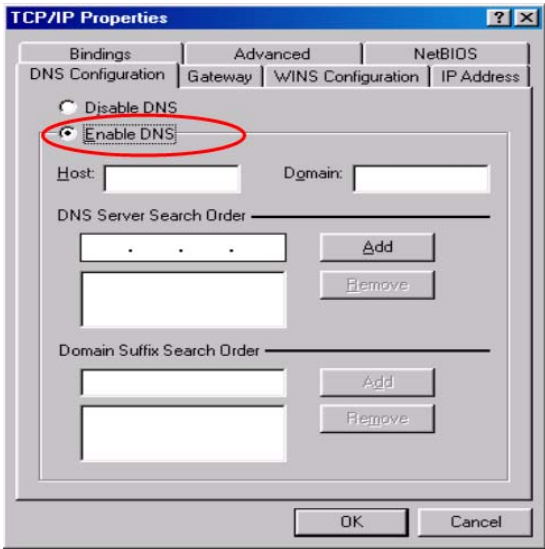 TCP/IP Properties
Bindings Advanced NetBIOS
DNS Configuration Gateway WINS Configuration IP Address
Disable DNS
Enable DNS
Host: Domain:
DNS Server Search Order
. . . Add
Remove
Domain Suffix Search Order
Add
Remove
OK Cancel